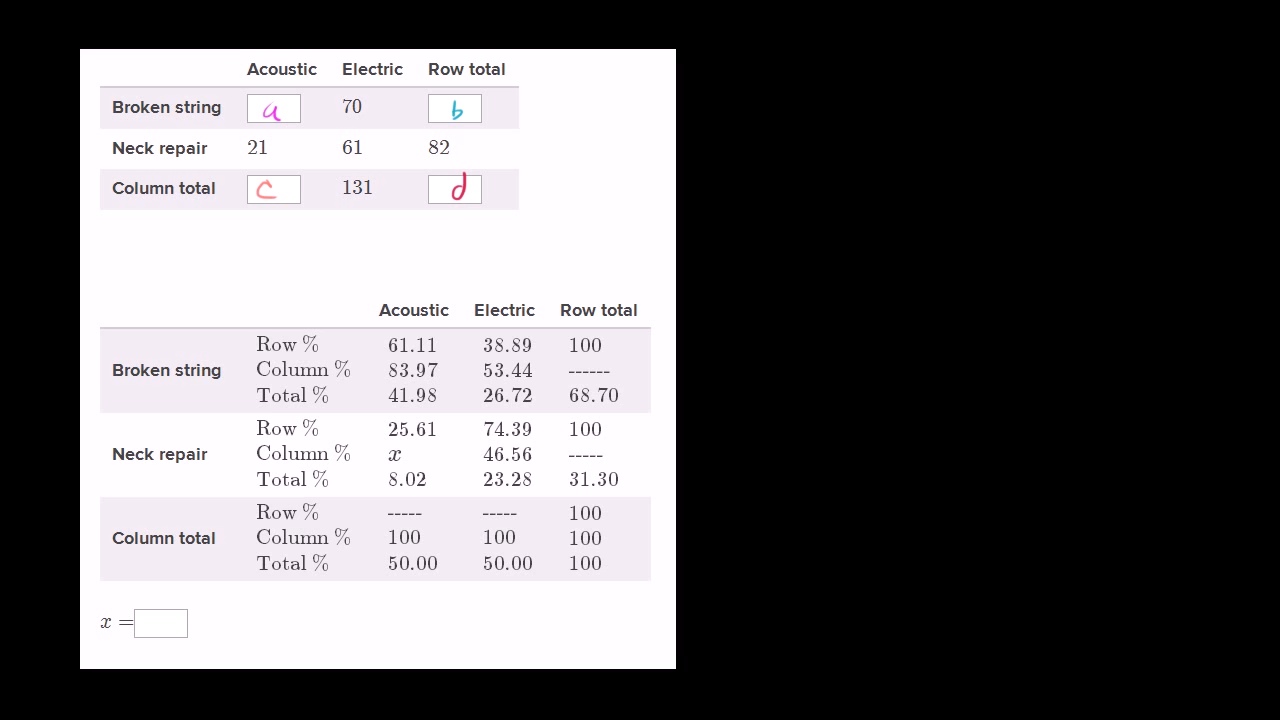 Acoustic Electric Row total
Broken string a 70 b
Neck repair 21 61 82
Column total c 131 d
Acoustic Electric Row total
Broken string
Row % 61.11 38.89 100
Column % 83.97 53.44 ------
Total % 41.98 26.72 68.70
Neck repair
Row % 25.61 74.39 100
Column % x 46.56 -----
Total % 8.02 23.28 31.30
Column total
Row % ----- ----- 100
Column % 100 100 100
Total % 50.00 50.00 100
x =